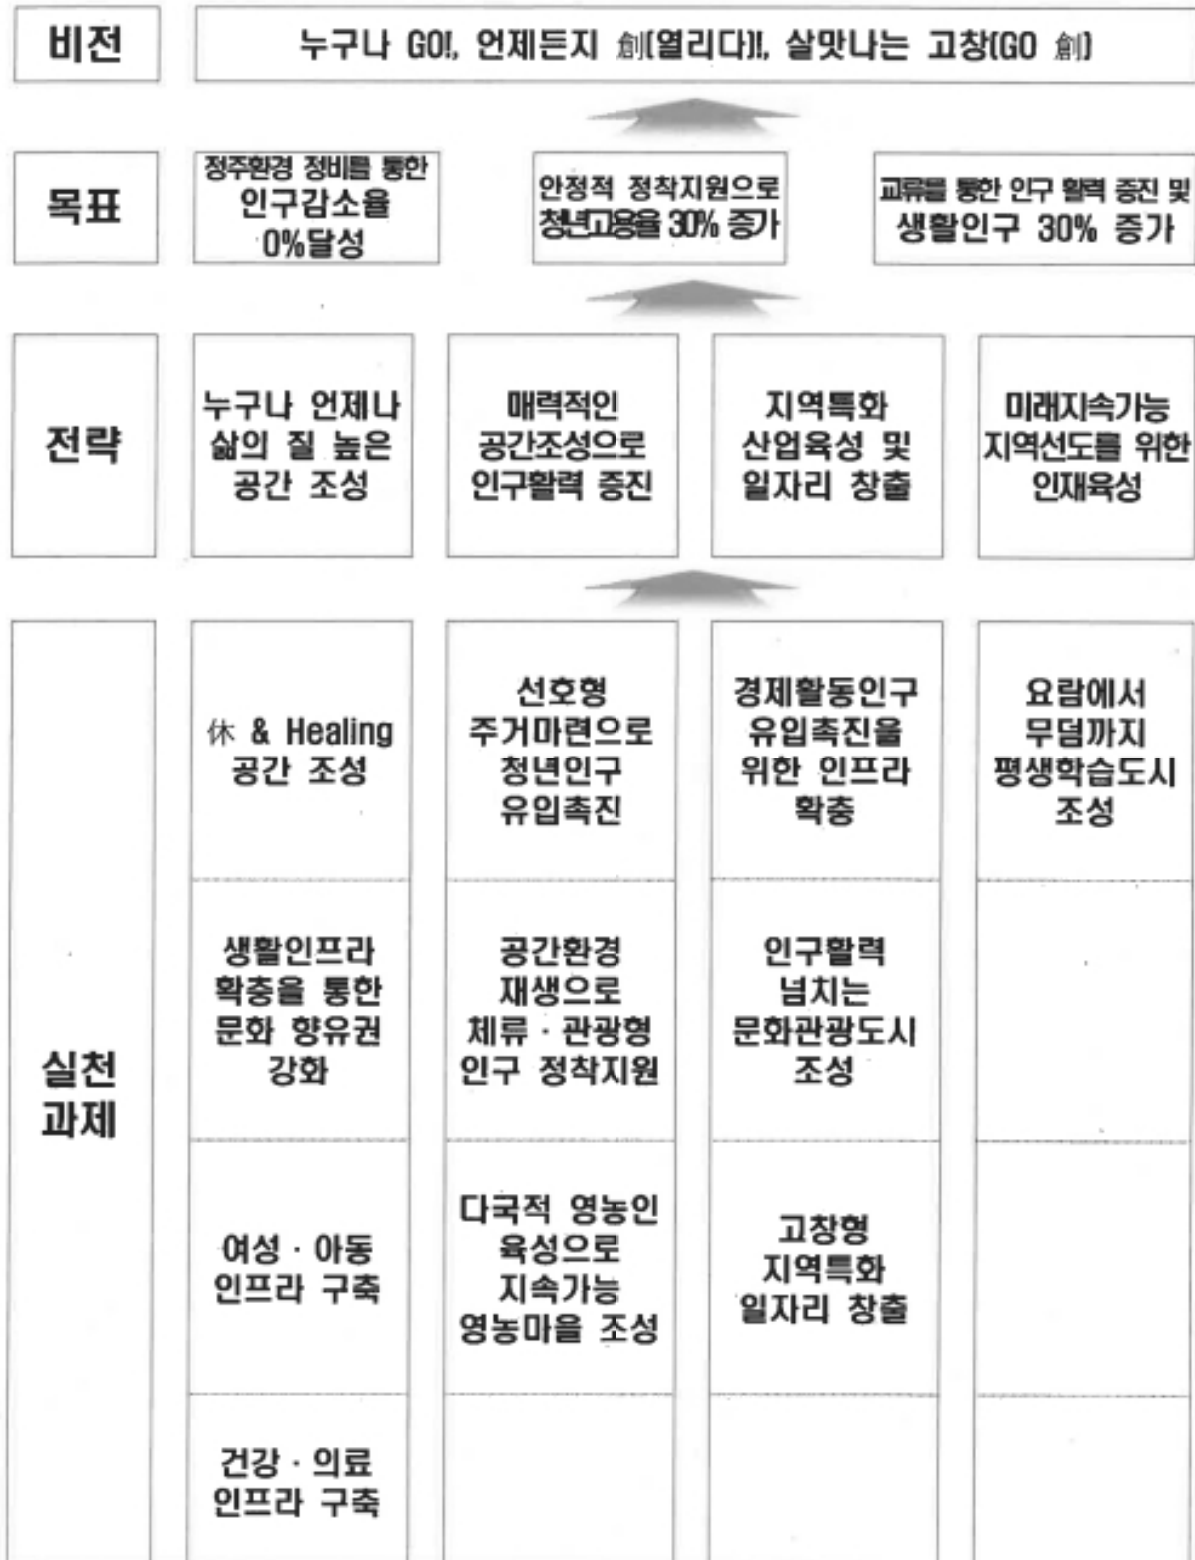 비전
누구나 GO!, 언제든지 創(열리다)!, 살맛나는 고창(GO 創)
목표
정주환경 정비를 통한
인구감소율
0%달성
안정적 정착지원으로
청년고용율 30% 증가
교류를 통한 인구 활력 증진 및
생활인구 30% 증가
전략
누구나 언제나
삶의 질 높은
공간 조성
매력적인
공간조성으로
인구활력 증진
지역특화
산업육성 및
일자리 창출
미래지속가능
지역선도를 위한
인재육성
실천
과제
休 & Healing
공간 조성
선호형
주거마련으로
청년인구
유입촉진
경제활동인구
유입촉진을
위한 인프라
확충
요람에서
무덤까지
평생학습도시
조성
생활인프라
확충을 통한
문화 향유권
강화
공간환경
재생으로
체류 · 관광형
인구 정착지원
인구활력
넘치는
문화관광도시
조성
여성 · 아동
인프라 구축
다국적 영농인
육성으로
지속가능
영농마을 조성
고창형
지역특화
일자리 창출
건강 · 의료
인프라 구축